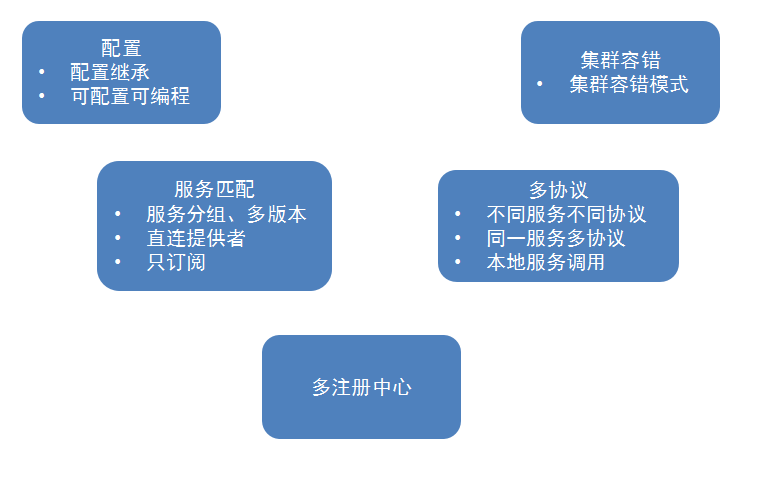 配置
• 配置继承
• 可配置可编程
集群容错
• 集群容错模式
服务匹配
• 服务分组、多版本
• 直连提供者
• 只订阅
多协议
• 不同服务不同协议
• 同一服务多协议
• 本地服务调用
多注册中心